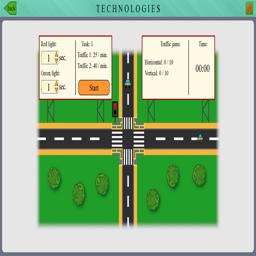 Back
TECHNOLOGIES
Red light:
1 sec.
Green light:
1 sec.
Task: 1
Traffic 1: 25 / min.
Traffic 2: 40 / min.
Start
Traffic jams:
Horizontal: 0 / 10
Vertical: 0 / 10
Time:
00:00